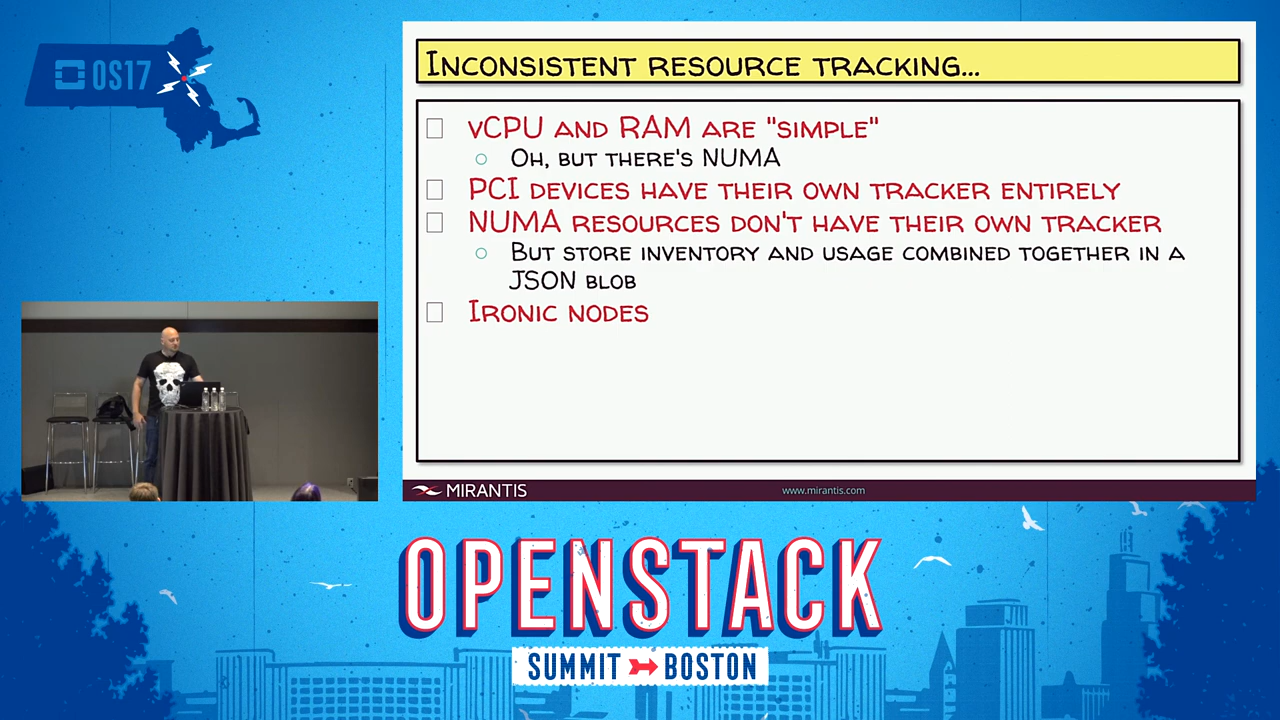 OS17
Inconsistent resource tracking...
vCPU and RAM are "simple"
Oh, but there's NUMA
PCI devices have their own tracker entirely
NUMA resources don't have their own tracker
But store inventory and usage combined together in a
JSON blob
Ironic nodes
MIRANTIS
www.mirantis.com
OPENSTACK
SUMMIT BOSTON